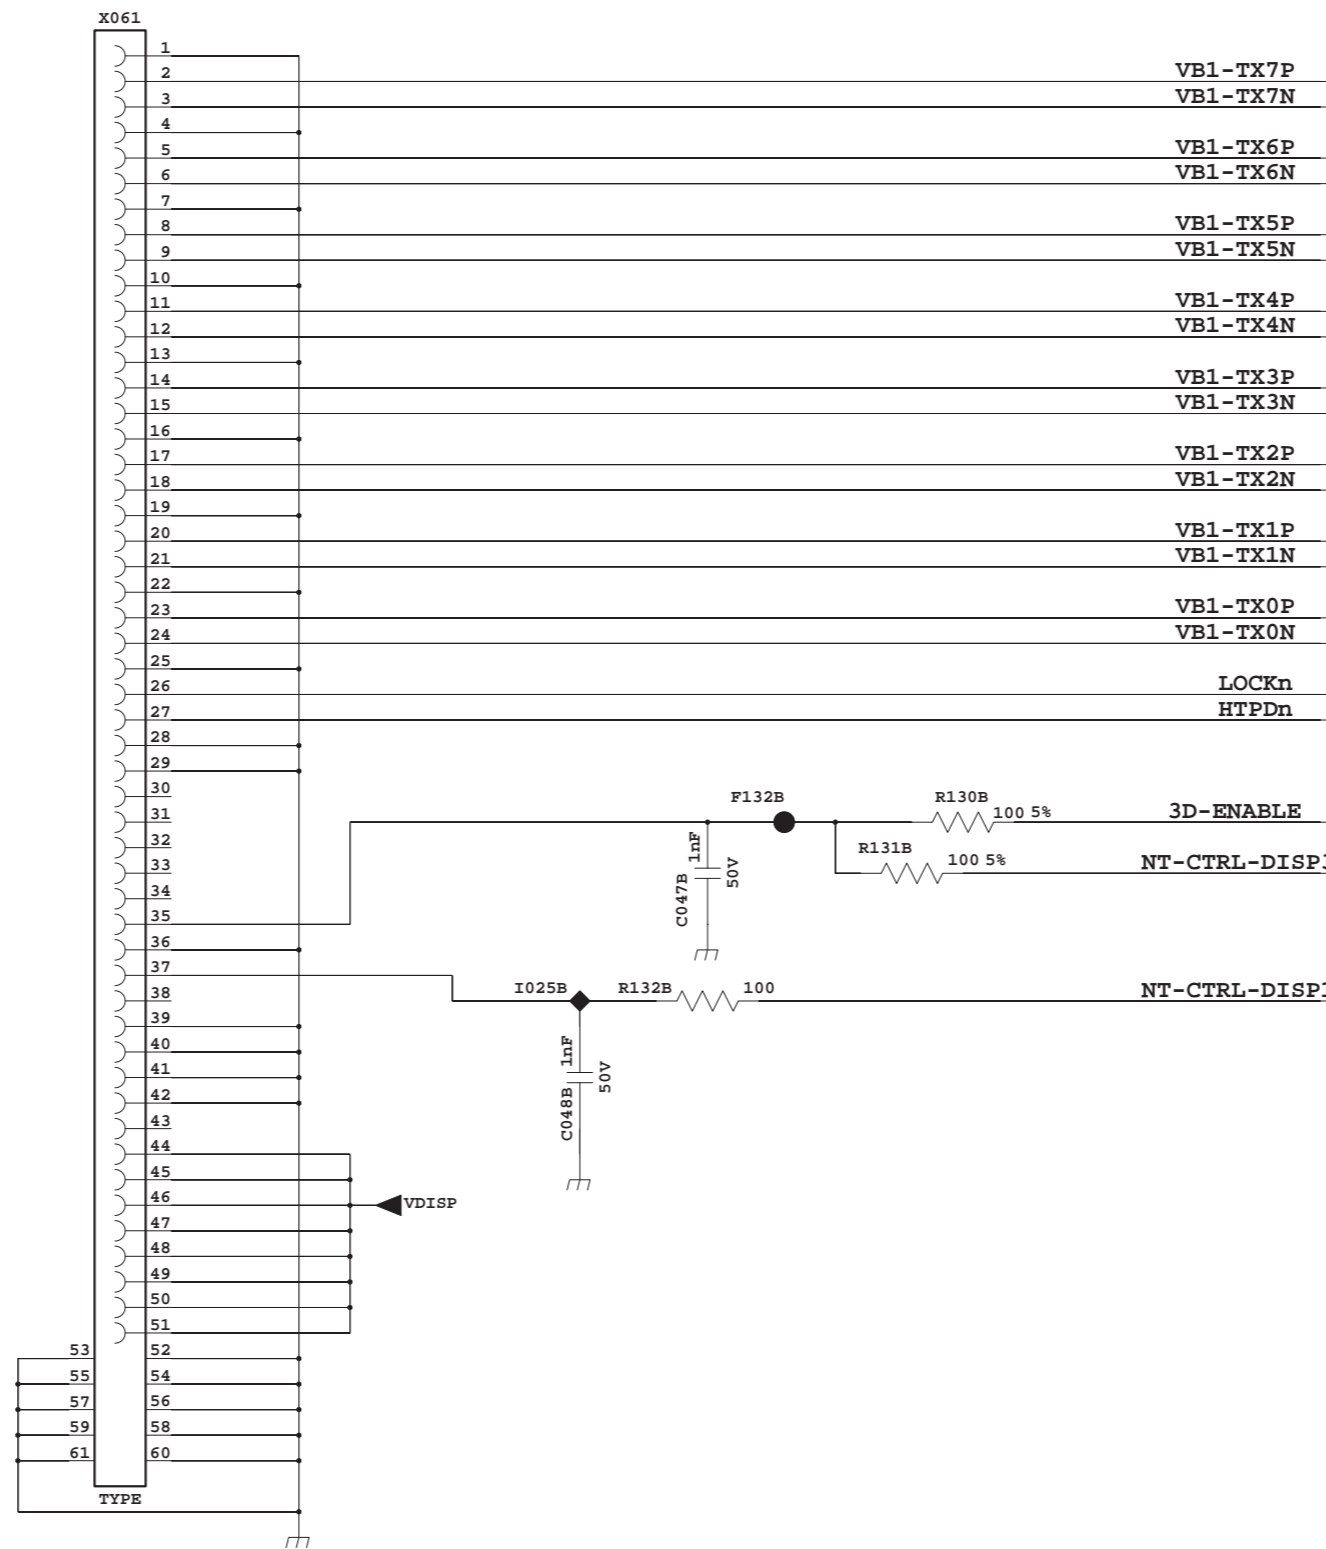 X061
1
2 VB1-TX7P
3 VB1-TX7N
4
5 VB1-TX6P
6 VB1-TX6N
7
8 VB1-TX5P
9 VB1-TX5N
10
11 VB1-TX4P
12 VB1-TX4N
13
14 VB1-TX3P
15 VB1-TX3N
16
17 VB1-TX2P
18 VB1-TX2N
19
20 VB1-TX1P
21 VB1-TX1N
22
23 VB1-TX0P
24 VB1-TX0N
25
26 LOCKn
27 HTPDn
28
29
30
31
F132B R130B 100 5% 3D-ENABLE
32
R131B 100 5%
33
1nF
50V
C047B
34
35
36
37
38
I025B R132B 100
39
40
41
1nF
50V
C048B
42
43
44
45
46 VDISP
47
48
49
50
51
53 52
55 54
57 56
59 58
61 60
TYPE